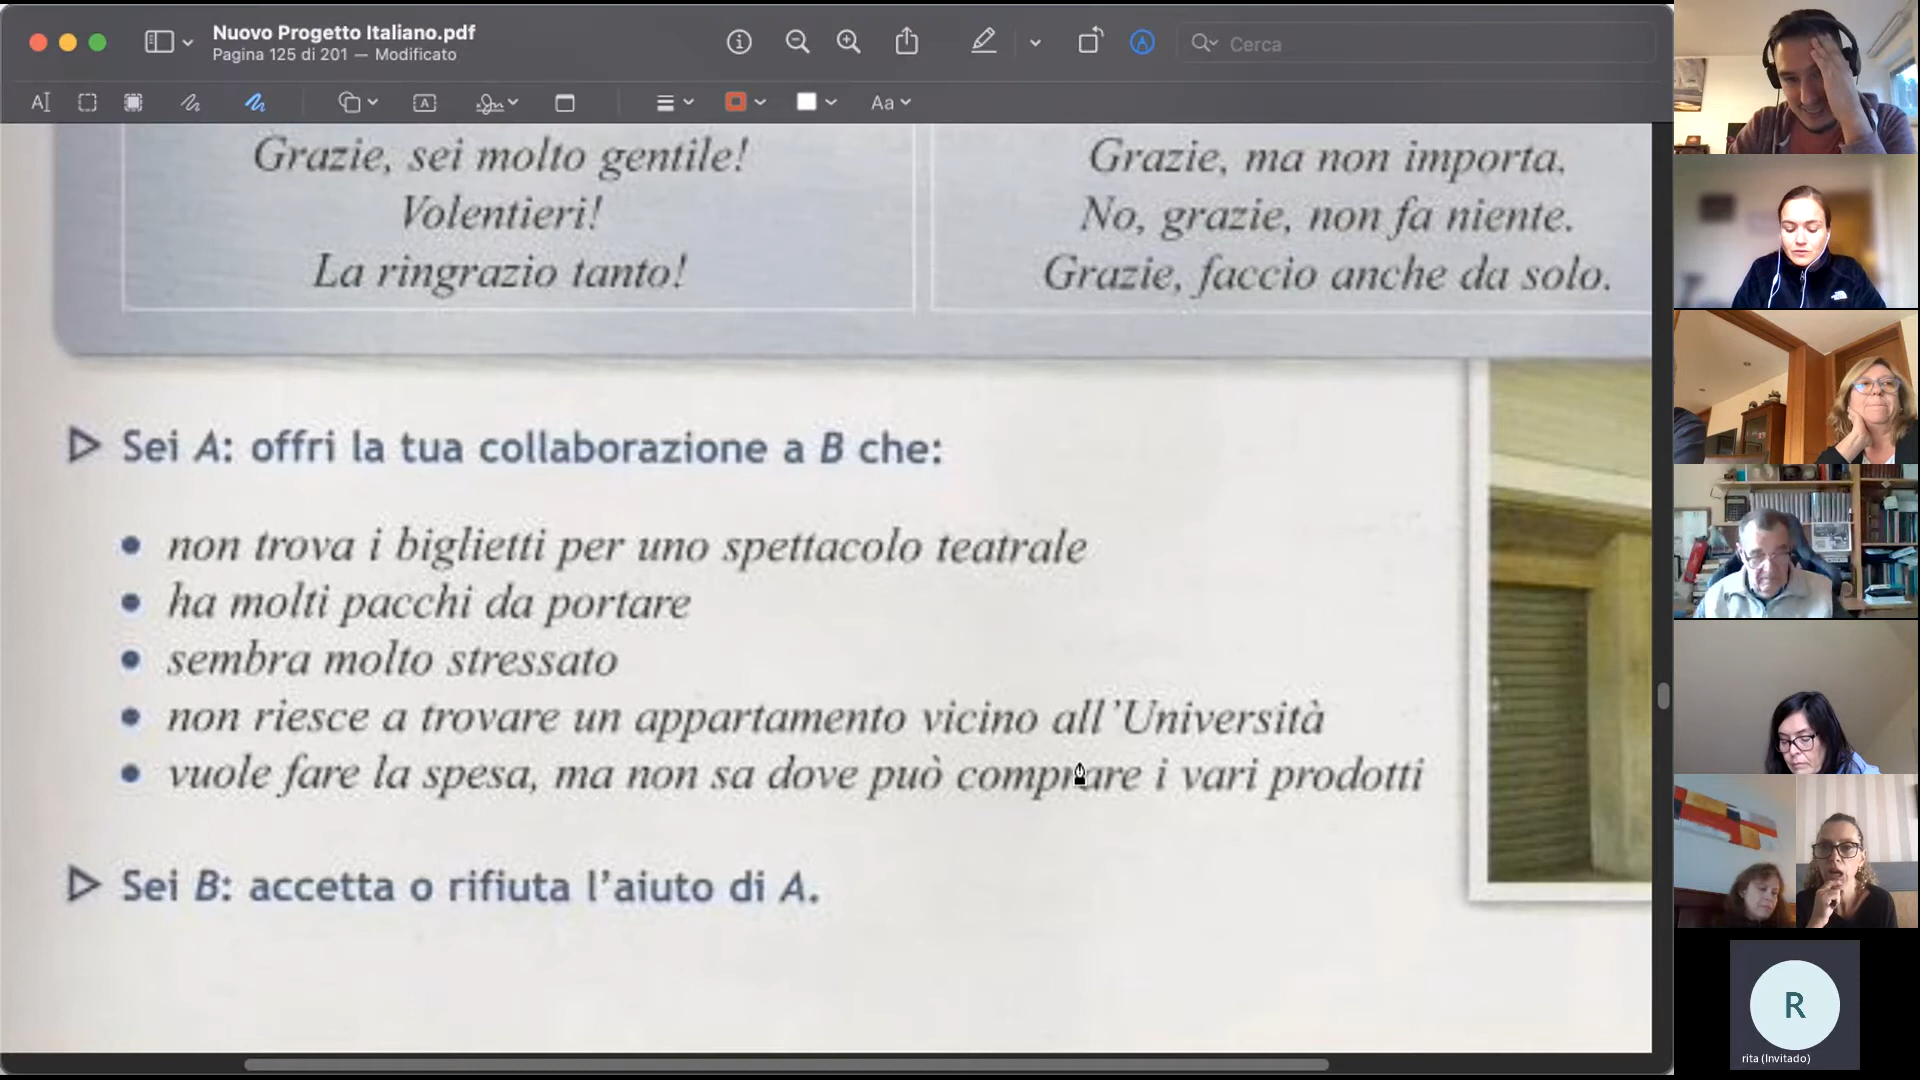 Nuovo Progetto Italiano.pdf
Pagina 125 di 201 — Modificato
Cerca
Aa
Grazie, sei molto gentile!
Volentieri!
La ringrazio tanto!
Grazie, ma non importa.
No, grazie, non fa niente.
Grazie, faccio anche da solo.
Sei A: offri la tua collaborazione a B che:
• non trova i biglietti per uno spettacolo teatrale
• ha molti pacchi da portare
• sembra molto stressato
• non riesce a trovare un appartamento vicino all'Università
• vuole fare la spesa, ma non sa dove può comprare i vari prodotti
Sei B: accetta o rifiuta l'aiuto di A.
R
rita (Invitado)